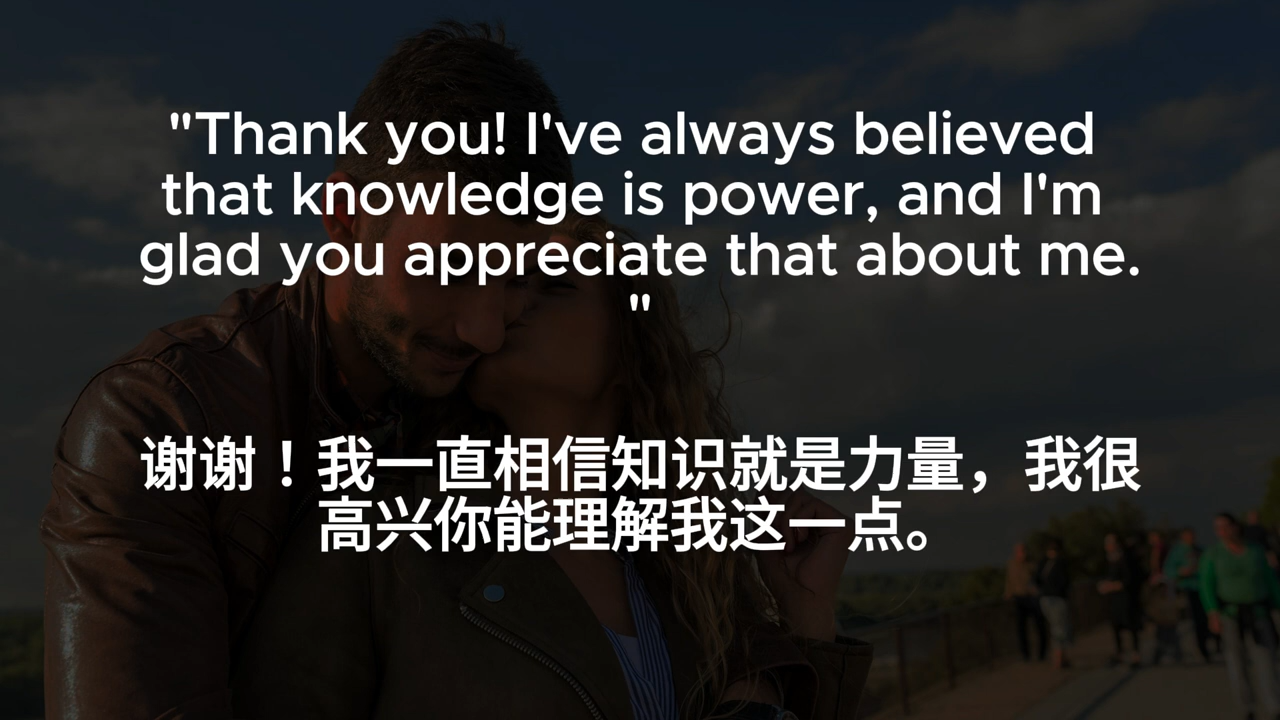 "Thank you! I've always believed
that knowledge is power, and I'm
glad you appreciate that about me.
"
谢谢！我一直相信知识就是力量，我很
高兴你能理解我这一点。